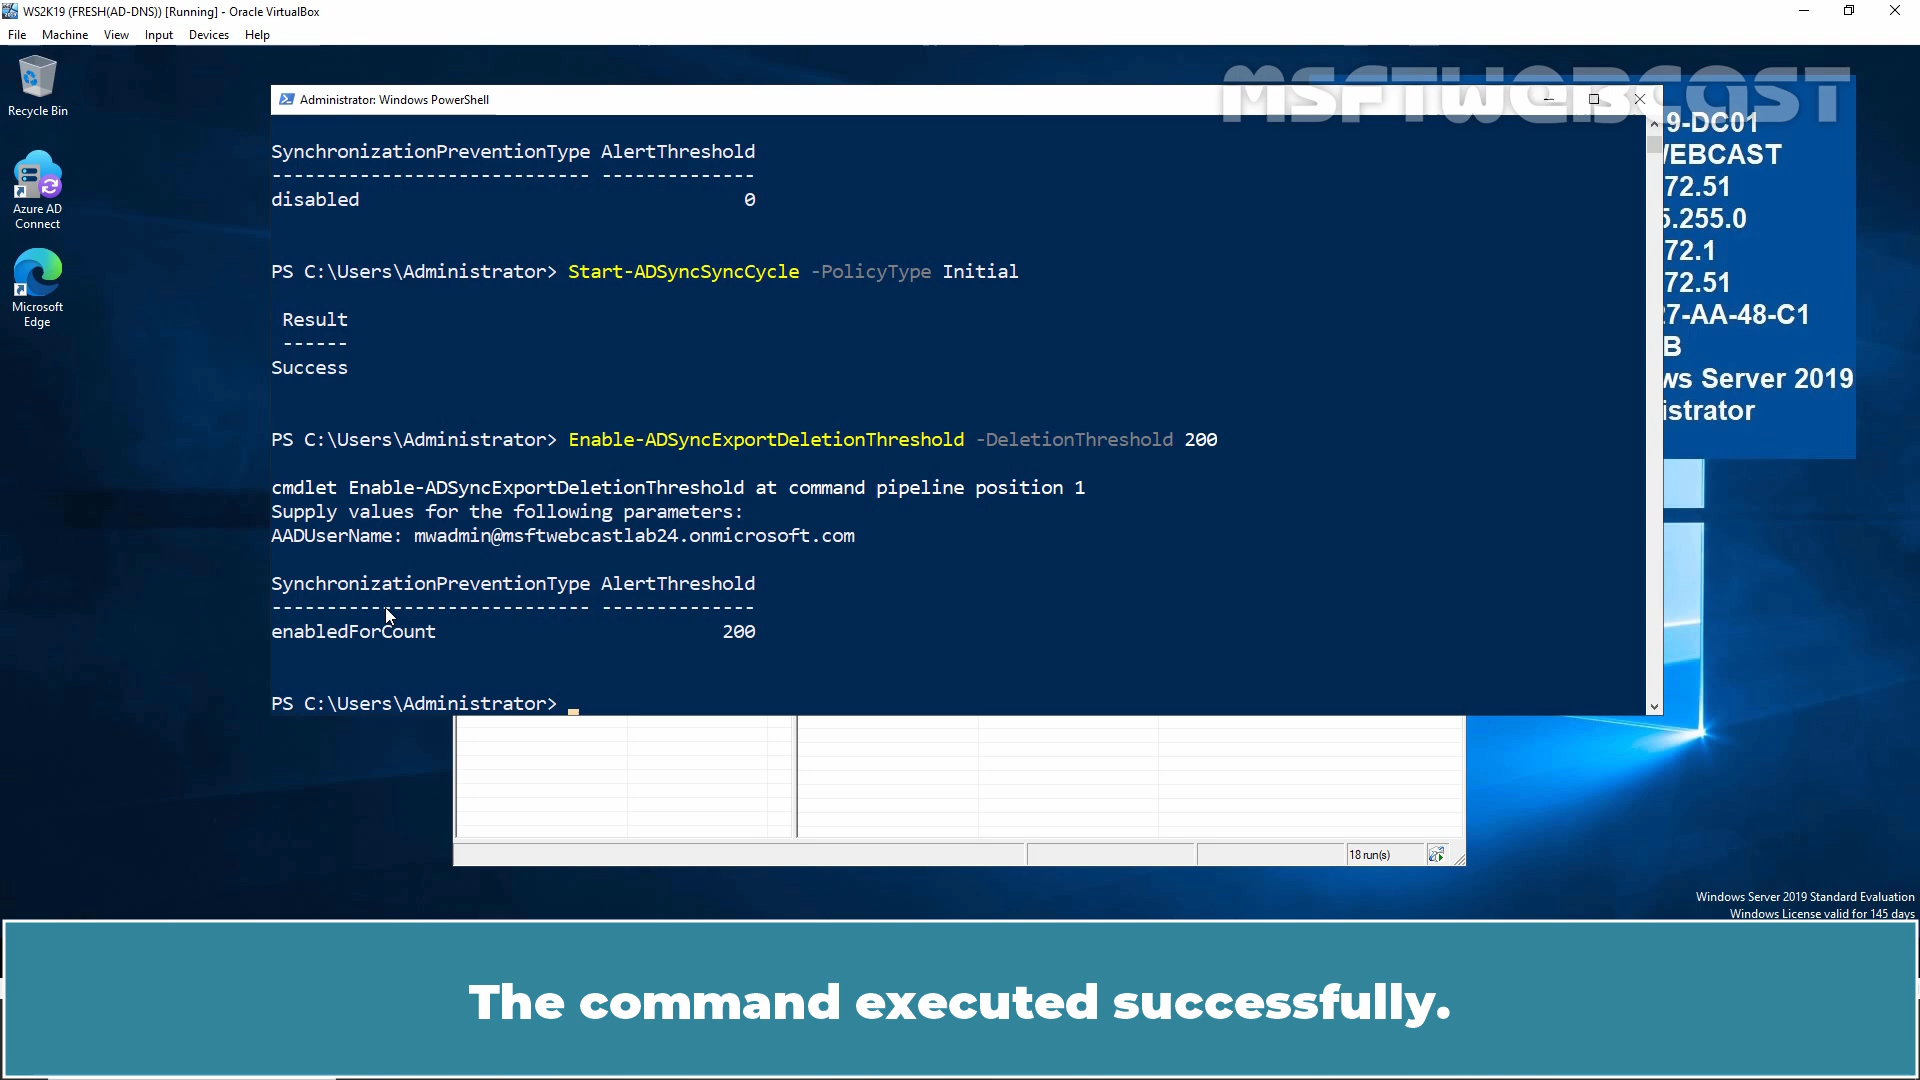 WS2K19 (FRESH(AD-DNS)) [Running] - Oracle VirtualBox
File Machine View Input Devices Help
Recycle Bin
Azure AD
Connect
Microsoft
Edge
MSFTWEBCAST
Administrator: Windows PowerShell
SynchronizationPreventionType AlertThreshold
----------------------------- --------------
disabled 0
PS C:\Users\Administrator> Start-ADSyncSyncCycle -PolicyType Initial
Result
------
Success
PS C:\Users\Administrator> Enable-ADSyncExportDeletionThreshold -DeletionThreshold 200
cmdlet Enable-ADSyncExportDeletionThreshold at command pipeline position 1
Supply values for the following parameters:
AADUserName: mwadmin@msftwebcastlab24.onmicrosoft.com
SynchronizationPreventionType AlertThreshold
----------------------------- --------------
enabledForCount 200
PS C:\Users\Administrator>
9-DC01
EBCAST
72.51
5.255.0
72.1
72.51
27-AA-48-C1
B
ws Server 2019
istrator
18 run(s)
Windows Server 2019 Standard Evaluation
Windows License valid for 145 days
The command executed successfully.